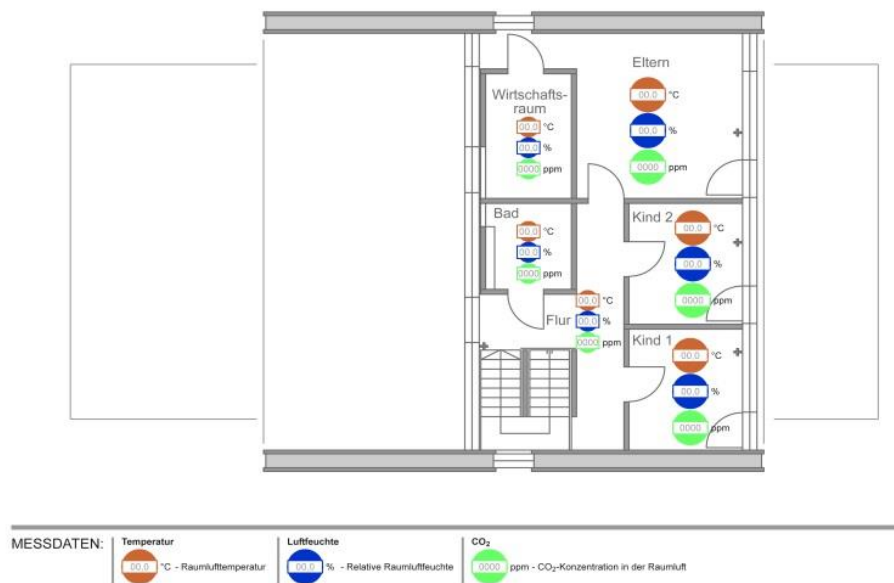 Eltern
00,0 °C
00,0 %
0000 ppm
Wirtschafts-
raum
00,0 °C
00,0 %
0000 ppm
Bad
00,0 °C
00,0 %
0000 ppm
Kind 2
00,0 °C
00,0 %
0000 ppm
Flur
00,0 °C
00,0 %
0000 ppm
Kind 1
00,0 °C
00,0 %
0000 ppm
MESSDATEN:
Temperatur
00,0 °C - Raumlufttemperatur
Luftfeuchte
00,0 % - Relative Raumluftfeuchte
CO₂
0000 ppm - CO₂-Konzentration in der Raumluft